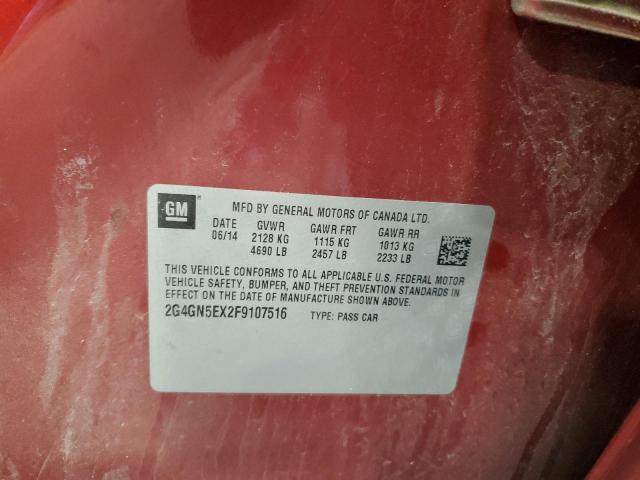 GM ®
MFD BY GENERAL MOTORS OF CANADA LTD.
DATE GVWR GAWR FRT GAWR RR
06/14 2128 KG 1115 KG 1013 KG
4690 LB 2457 LB 2233 LB
THIS VEHICLE CONFORMS TO ALL APPLICABLE U.S. FEDERAL MOTOR
VEHICLE SAFETY, BUMPER, AND THEFT PREVENTION STANDARDS IN
EFFECT ON THE DATE OF MANUFACTURE SHOWN ABOVE.
2G4GN5EX2F9107516 TYPE: PASS CAR